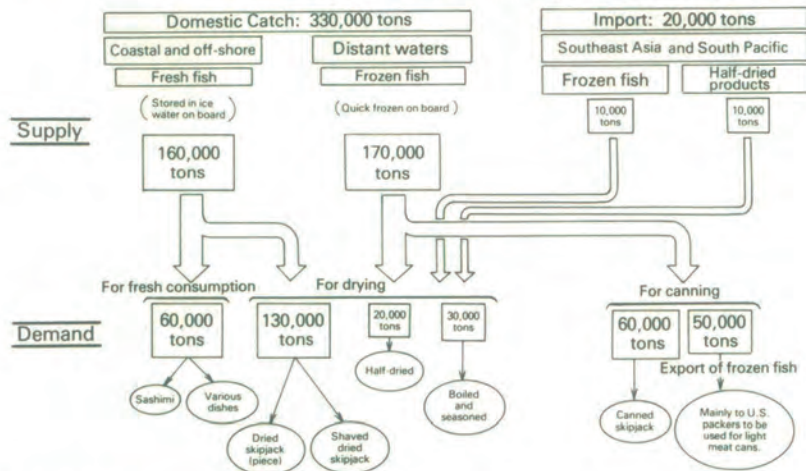 Domestic Catch: 330,000 tons
Import: 20,000 tons
Coastal and off-shore
Distant waters
Southeast Asia and South Pacific
Fresh fish
Frozen fish
Frozen fish
Half-dried
products
(Stored in ice
water on board)
(Quick frozen on board)
10,000
tons
10,000
tons
Supply
160,000
tons
170,000
tons
For fresh consumption
For drying
For canning
Demand
60,000
tons
130,000
tons
20,000
tons
30,000
tons
60,000
tons
50,000
tons
Export of frozen fish
Sashimi
Various
dishes
Dried
skipjack
(piece)
Shaved
dried
skipjack
Half-dried
Boiled
and
seasoned
Canned
skipjack
Mainly to U.S.
packers to be
used for light
meat cans.